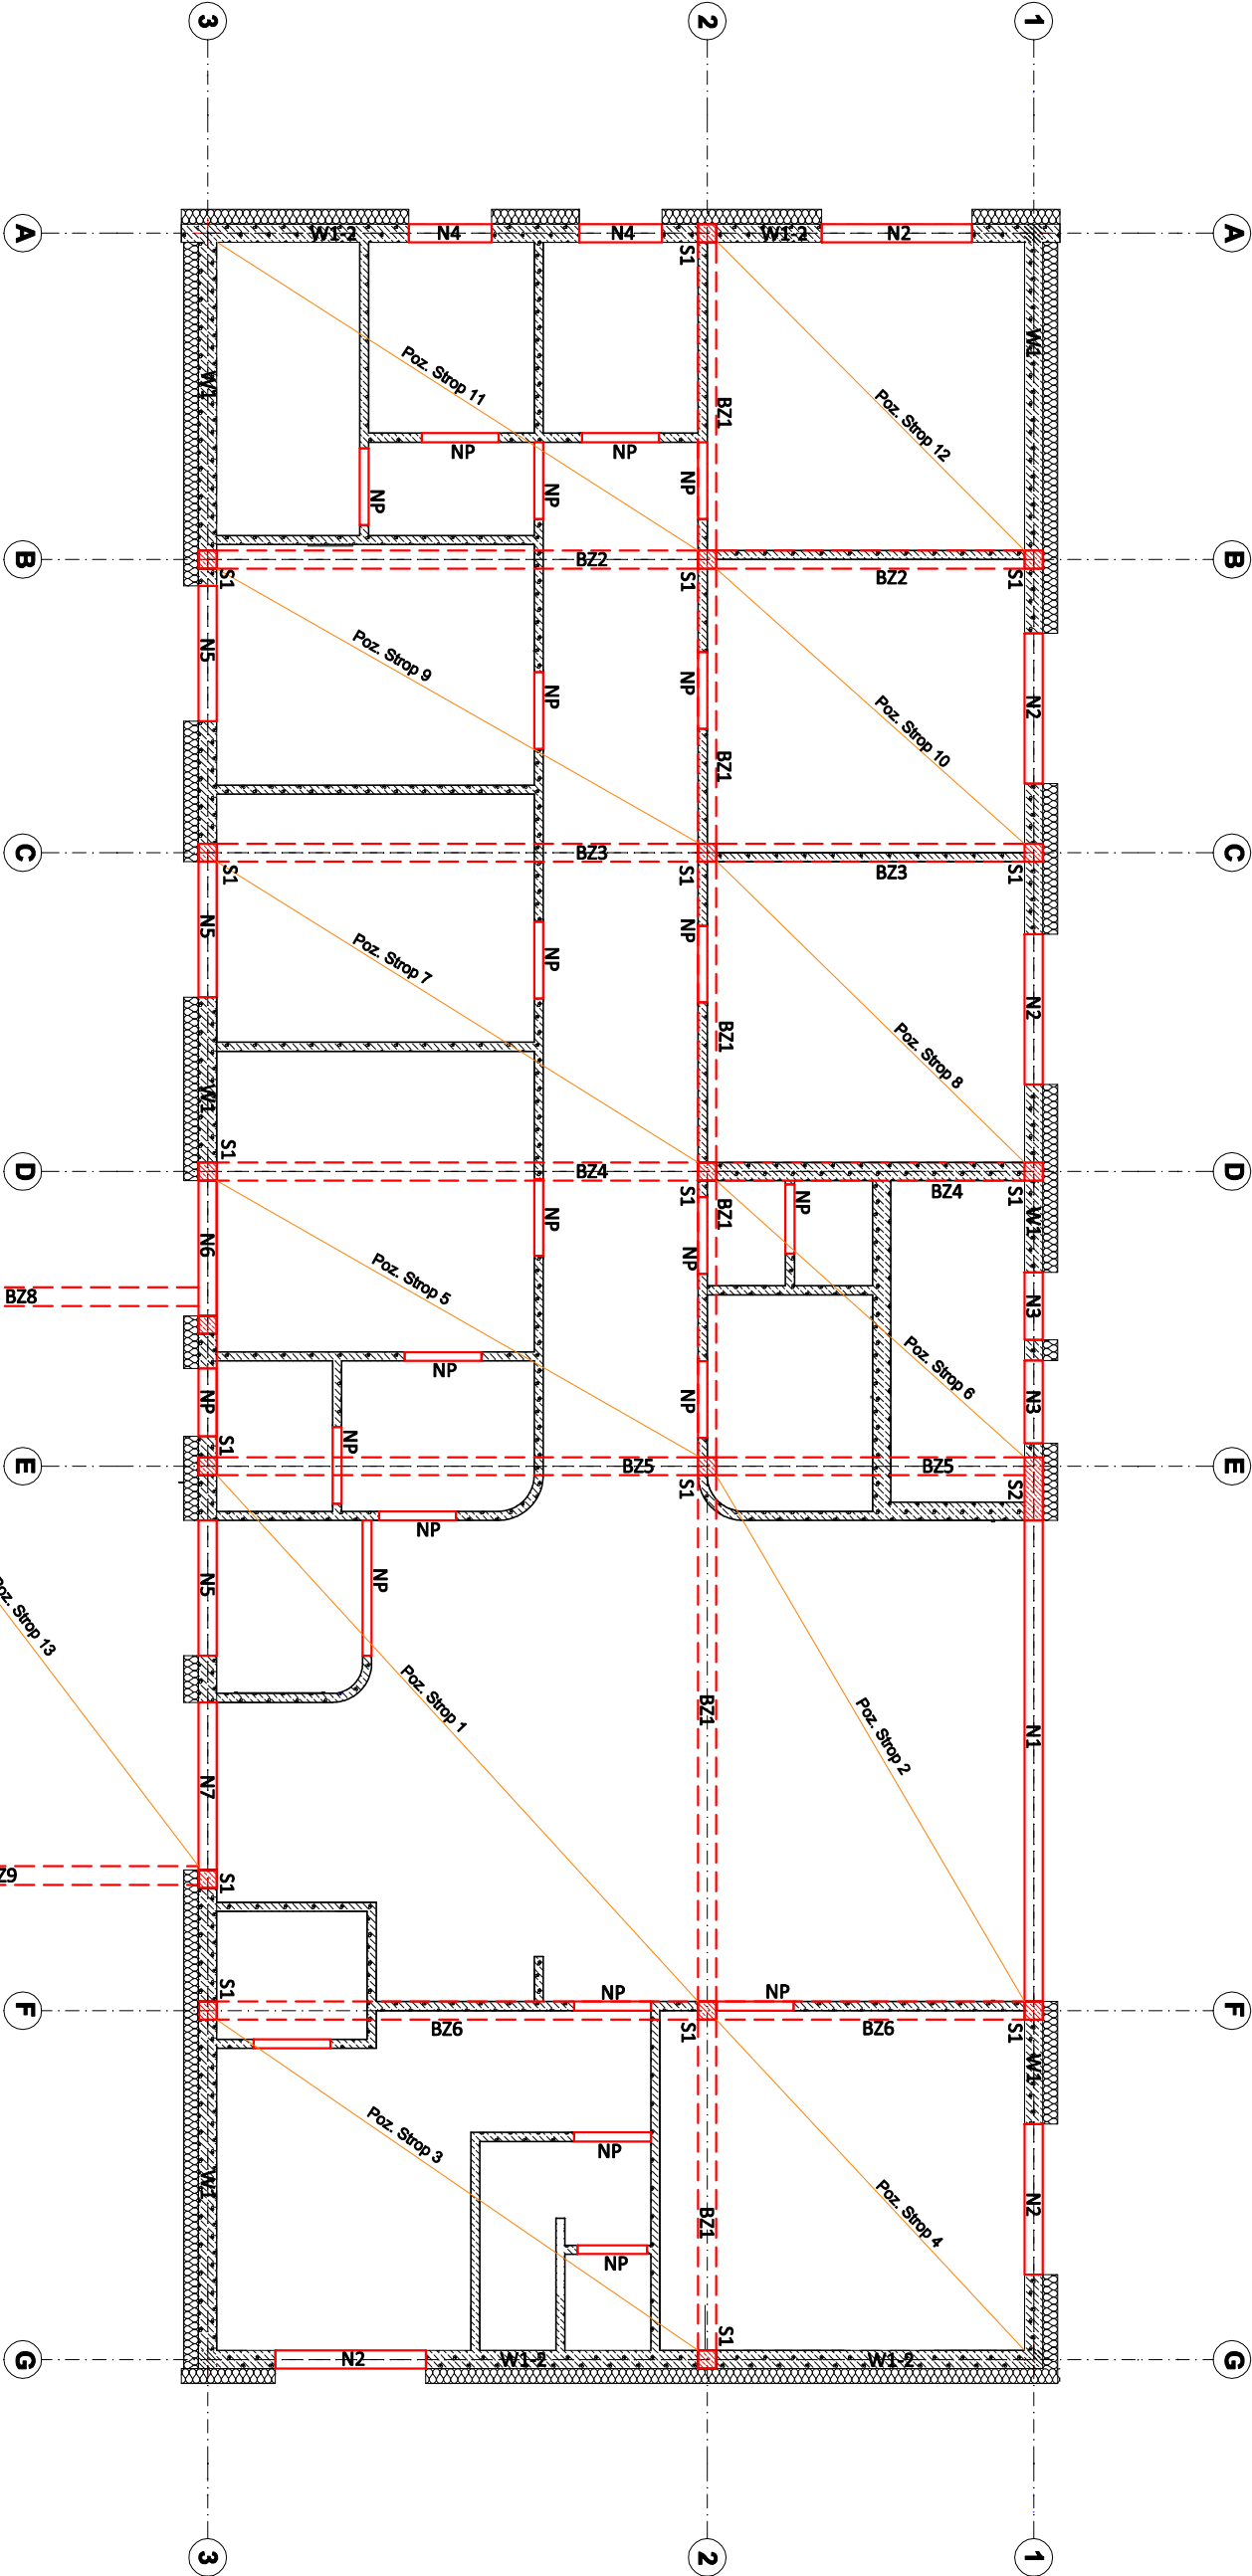 3
2
1
A
A
W1-2
N4
N4
S1
W1-2
N2
W1
W1
Poz. Strop 11
BZ1
Poz. Strop 12
NP
NP
NP
NP
NP
B
B
BZ2
BZ2
S1
S1
S1
N5
Poz. Strop 9
NP
NP
BZ1
Poz. Strop 10
N2
C
C
BZ3
BZ3
S1
S1
S1
N5
Poz. Strop 7
NP
NP
BZ1
Poz. Strop 8
N2
W1
S1
D
D
BZ4
BZ4
S1
S1
N6
NP
NP
BZ1
NP
W1
BZ8
Poz. Strop 5
N3
Poz. Strop 6
NP
NP
NP
N3
S1
NP
E
E
BZ5
BZ5
S1
S2
NP
N5
NP
Poz. Strop 13
Poz. Strop 1
BZ1
Poz. Strop 2
N1
N7
Z9
S1
S1
NP
NP
F
F
BZ6
BZ6
S1
S1
W1
Poz. Strop 3
NP
W1
BZ1
Poz. Strop 4
N2
NP
S1
G
G
N2
W1-2
W1-2
3
2
1